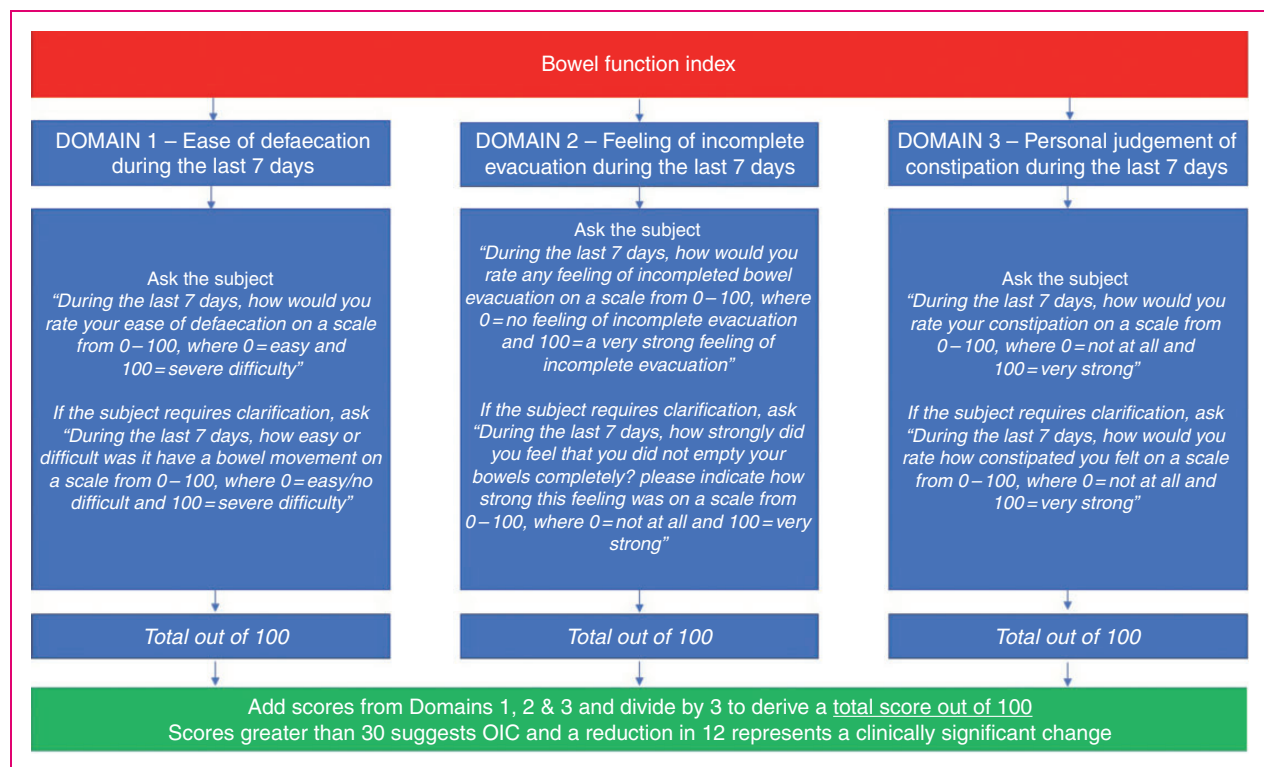 Bowel function index
DOMAIN 1 – Ease of defaecation
during the last 7 days
DOMAIN 2 – Feeling of incomplete
evacuation during the last 7 days
DOMAIN 3 – Personal judgement of
constipation during the last 7 days
Ask the subject
“During the last 7 days, how would you
rate your ease of defaecation on a scale
from 0–100, where 0=easy and
100=severe difficulty”
If the subject requires clarification, ask
“During the last 7 days, how easy or
difficult was it have a bowel movement on
a scale from 0–100, where 0=easy/no
difficult and 100=severe difficulty”
Ask the subject
“During the last 7 days, how would you
rate any feeling of incompleted bowel
evacuation on a scale from 0–100, where
0=no feeling of incomplete evacuation
and 100=a very strong feeling of
incomplete evacuation”
If the subject requires clarification, ask
“During the last 7 days, how strongly did
you feel that you did not empty your
bowels completely? please indicate how
strong this feeling was on a scale from
0–100, where 0=not at all and 100=very
strong”
Ask the subject
“During the last 7 days, how would you
rate your constipation on a scale from
0–100, where 0=not at all and
100=very strong”
If the subject requires clarification, ask
“During the last 7 days, how would you
rate how constipated you felt on a scale
from 0–100, where 0=not at all and
100=very strong”
Total out of 100
Total out of 100
Total out of 100
Add scores from Domains 1, 2 & 3 and divide by 3 to derive a total score out of 100
Scores greater than 30 suggests OIC and a reduction in 12 represents a clinically significant change